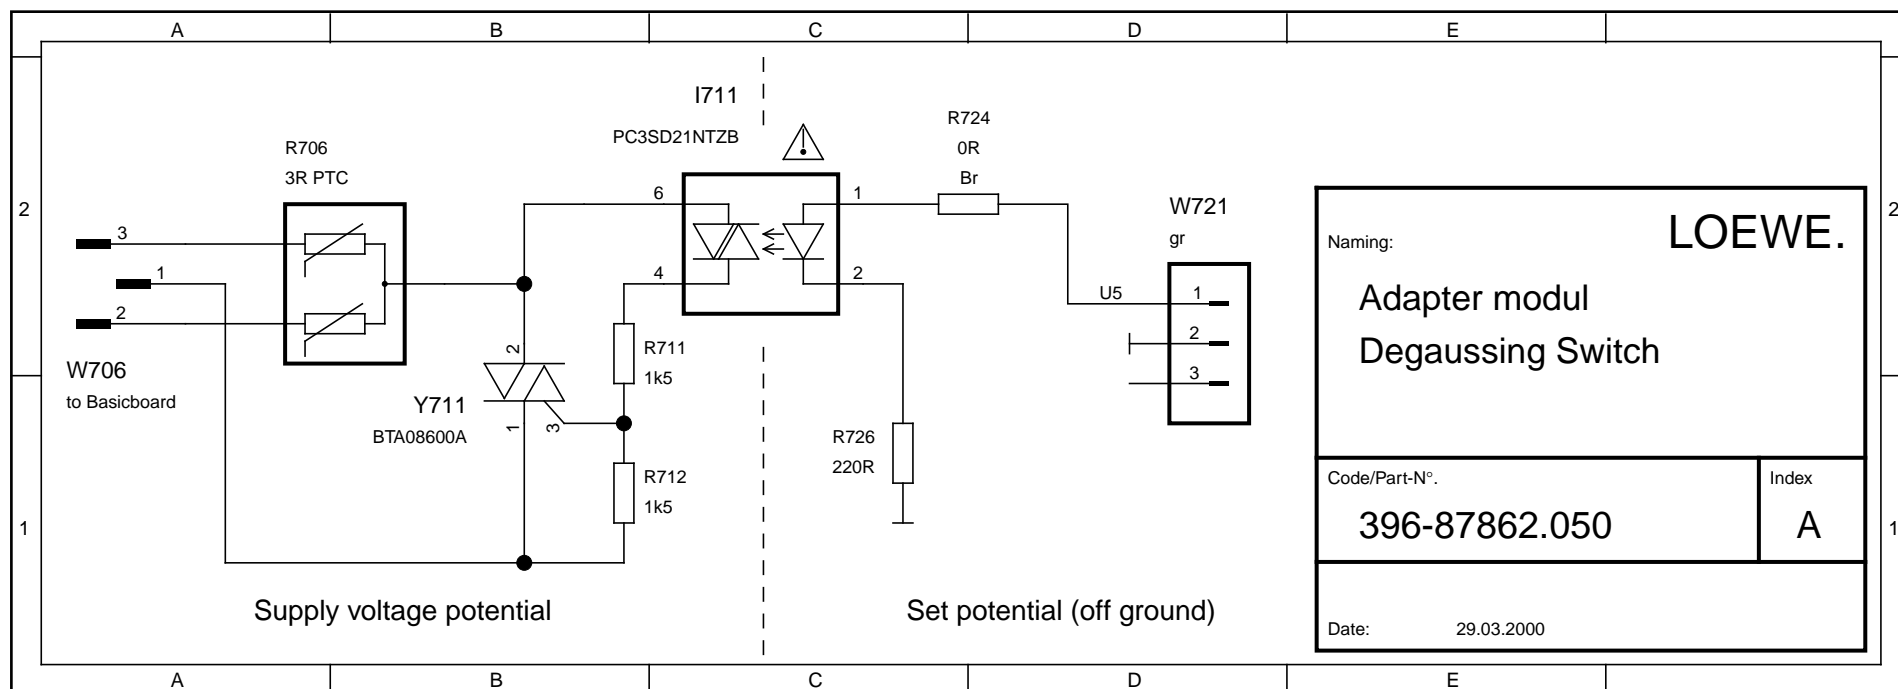 A B C D E
I711
PC3SD21NTZB
R724
0R
Br
R706
3R PTC
2
2
6
1
W721
gr
LOEWE.
Naming:
3
1
4
2
2
U5
1
2
3
Adapter modul
Degaussing Switch
W706
to Basicboard
2
R711
1k5
Y711
BTA08600A
1
3
R726
220R
R712
1k5
Code/Part-N°.
Index
396-87862.050
A
1
1
Supply voltage potential
Set potential (off ground)
Date: 29.03.2000
A B C D E